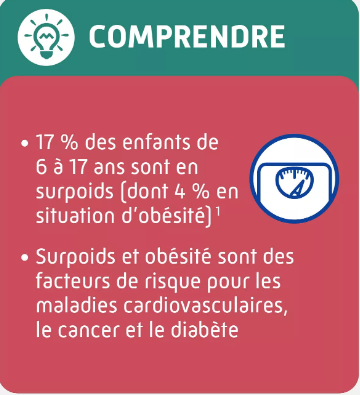 COMPRENDRE
• 17 % des enfants de
6 à 17 ans sont en
surpoids (dont 4 % en
situation d'obésité) ¹
• Surpoids et obésité sont des
facteurs de risque pour les
maladies cardiovasculaires,
le cancer et le diabète